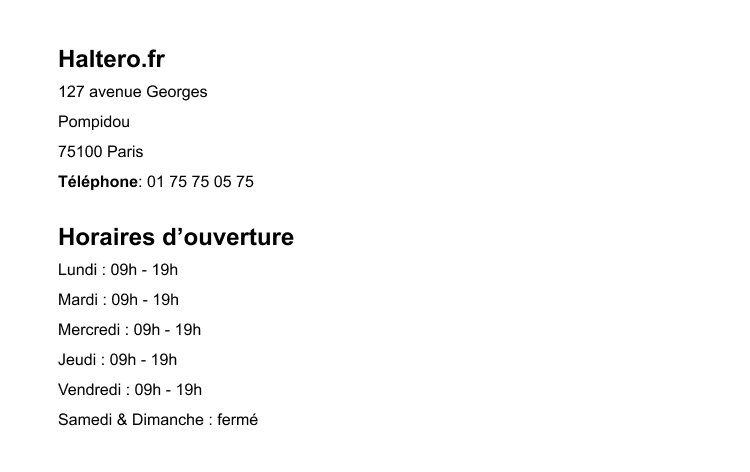 Haltero.fr
127 avenue Georges
Pompidou
75100 Paris
Téléphone: 01 75 75 05 75
Horaires d’ouverture
Lundi : 09h - 19h
Mardi : 09h - 19h
Mercredi : 09h - 19h
Jeudi : 09h - 19h
Vendredi : 09h - 19h
Samedi & Dimanche : fermé